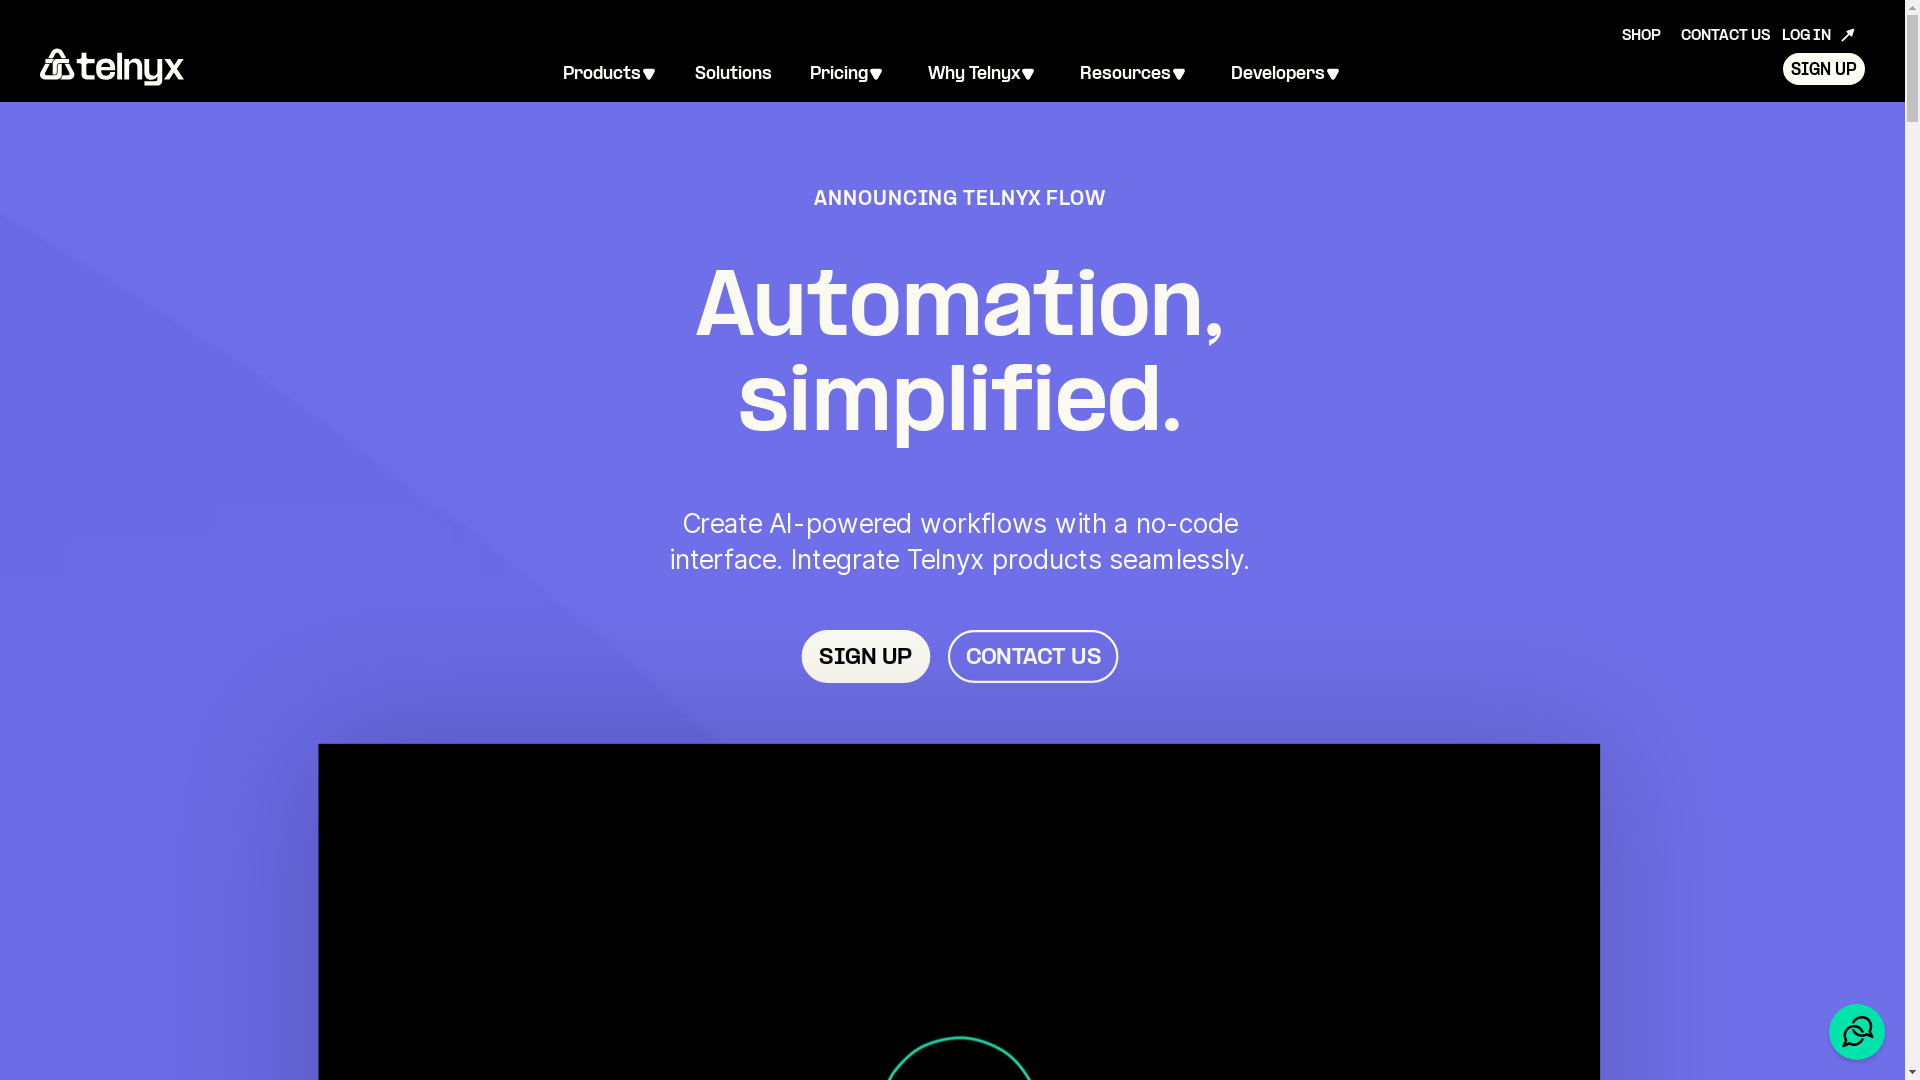 SHOP
CONTACT US
LOG IN
telnyx
Products
Solutions
Pricing
Why Telnyx
Resources
Developers
SIGN UP
ANNOUNCING TELNYX FLOW
Automation,
simplified.
Create AI-powered workflows with a no-code
interface. Integrate Telnyx products seamlessly.
SIGN UP
CONTACT US